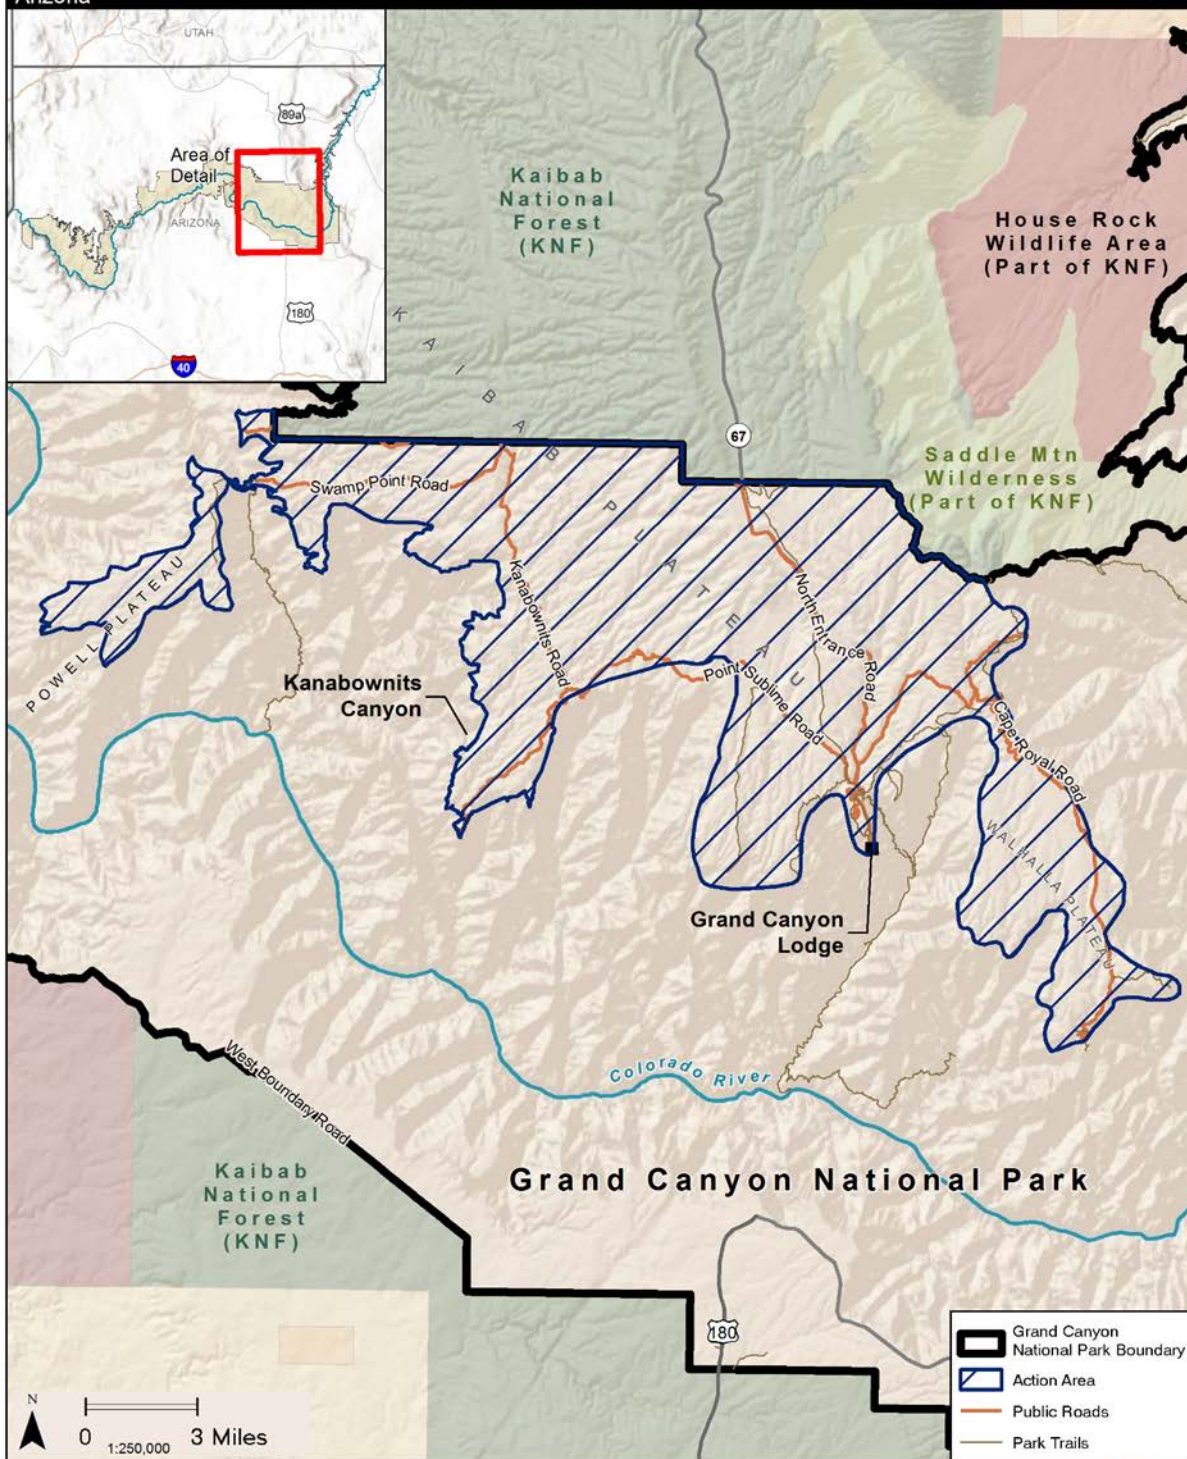 Arizona
UTAH
89a
Area of
Detail
ARIZONA
180
40
Kaibab
National
Forest
(KNF)
House Rock
Wildlife Area
(Part of KNF)
KAIBAB PLATEAU
67
Saddle Mtn
Wilderness
(Part of KNF)
Swamp Point Road
POWELL PLATEAU
Kanabownits Road
North Entrance Road
Kanabownits
Canyon
Point Sublime Road
Cape Royal Road
WALHALLA PLATEAU
Grand Canyon
Lodge
West Boundary Road
Colorado River
Kaibab
National
Forest
(KNF)
Grand Canyon National Park
180
N
0 3 Miles
1:250,000
Grand Canyon
National Park Boundary
Action Area
Public Roads
Park Trails